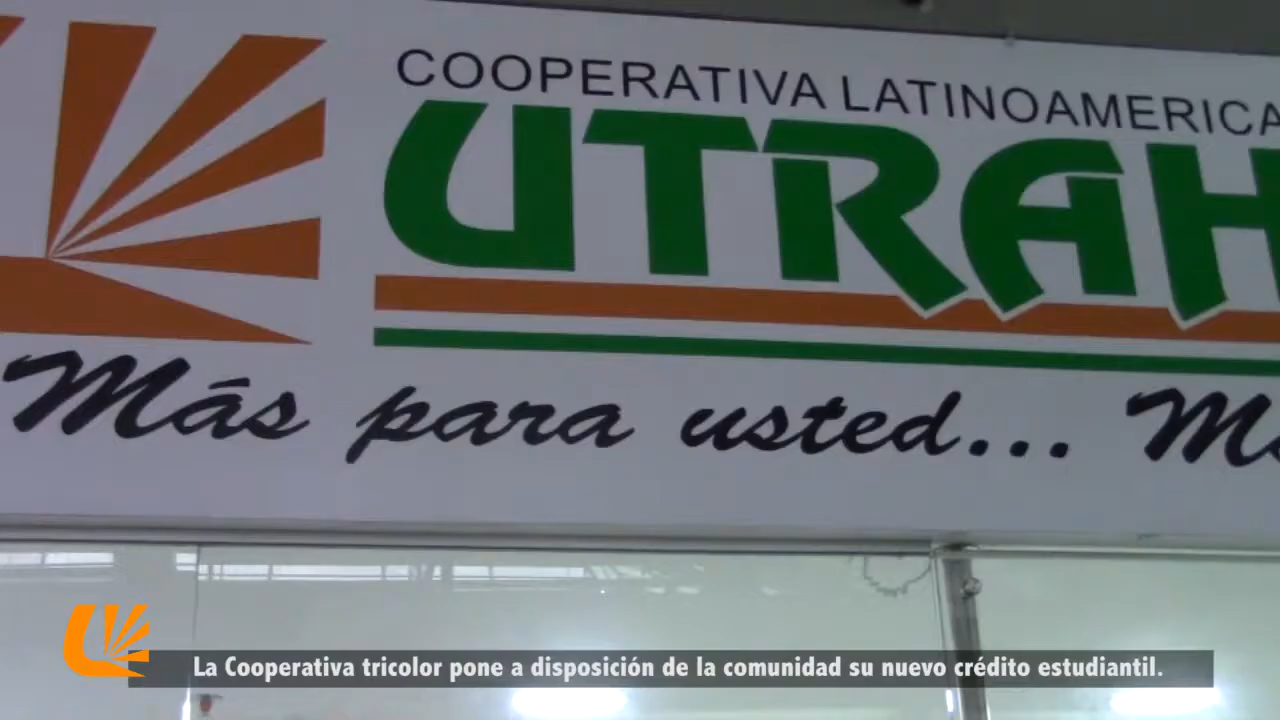 COOPERATIVA LATINOAMERICA
UTRAH
Más para usted... M
La Cooperativa tricolor pone a disposición de la comunidad su nuevo crédito estudiantil.